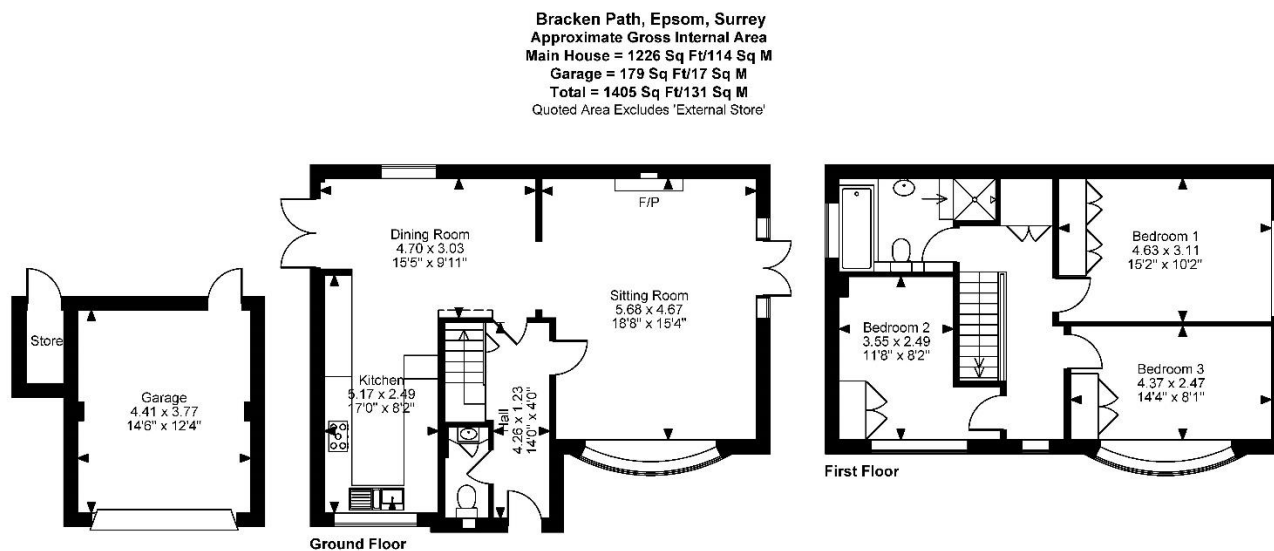 Bracken Path, Epsom, Surrey
Approximate Gross Internal Area
Main House = 1226 Sq Ft/114 Sq M
Garage = 179 Sq Ft/17 Sq M
Total = 1405 Sq Ft/131 Sq M
Quoted Area Excludes 'External Store'
Store
Garage
4.41 x 3.77
14'6" x 12'4"
Dining Room
4.70 x 3.03
15'5" x 9'11"
F/P
Sitting Room
5.68 x 4.67
18'8" x 15'4"
Kitchen
5.17 x 2.49
17'0" x 8'2"
Hall
4.26 x 1.23
14'0" x 4'0"
Ground Floor
Bedroom 1
4.63 x 3.11
15'2" x 10'2"
Bedroom 2
3.55 x 2.49
11'8" x 8'2"
Bedroom 3
4.37 x 2.47
14'4" x 8'1"
First Floor